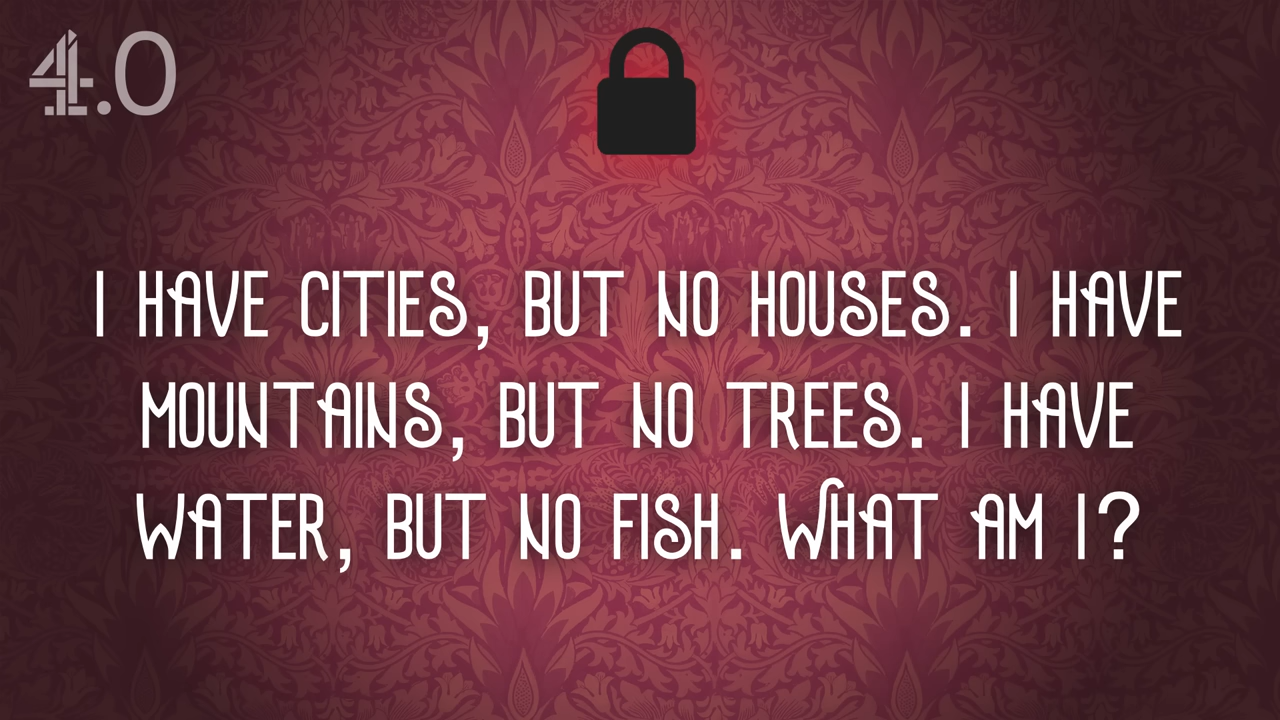 4.0
I HAVE CITIES, BUT NO HOUSES. I HAVE
MOUNTAINS, BUT NO TREES. I HAVE
WATER, BUT NO FISH. WHAT AM I?